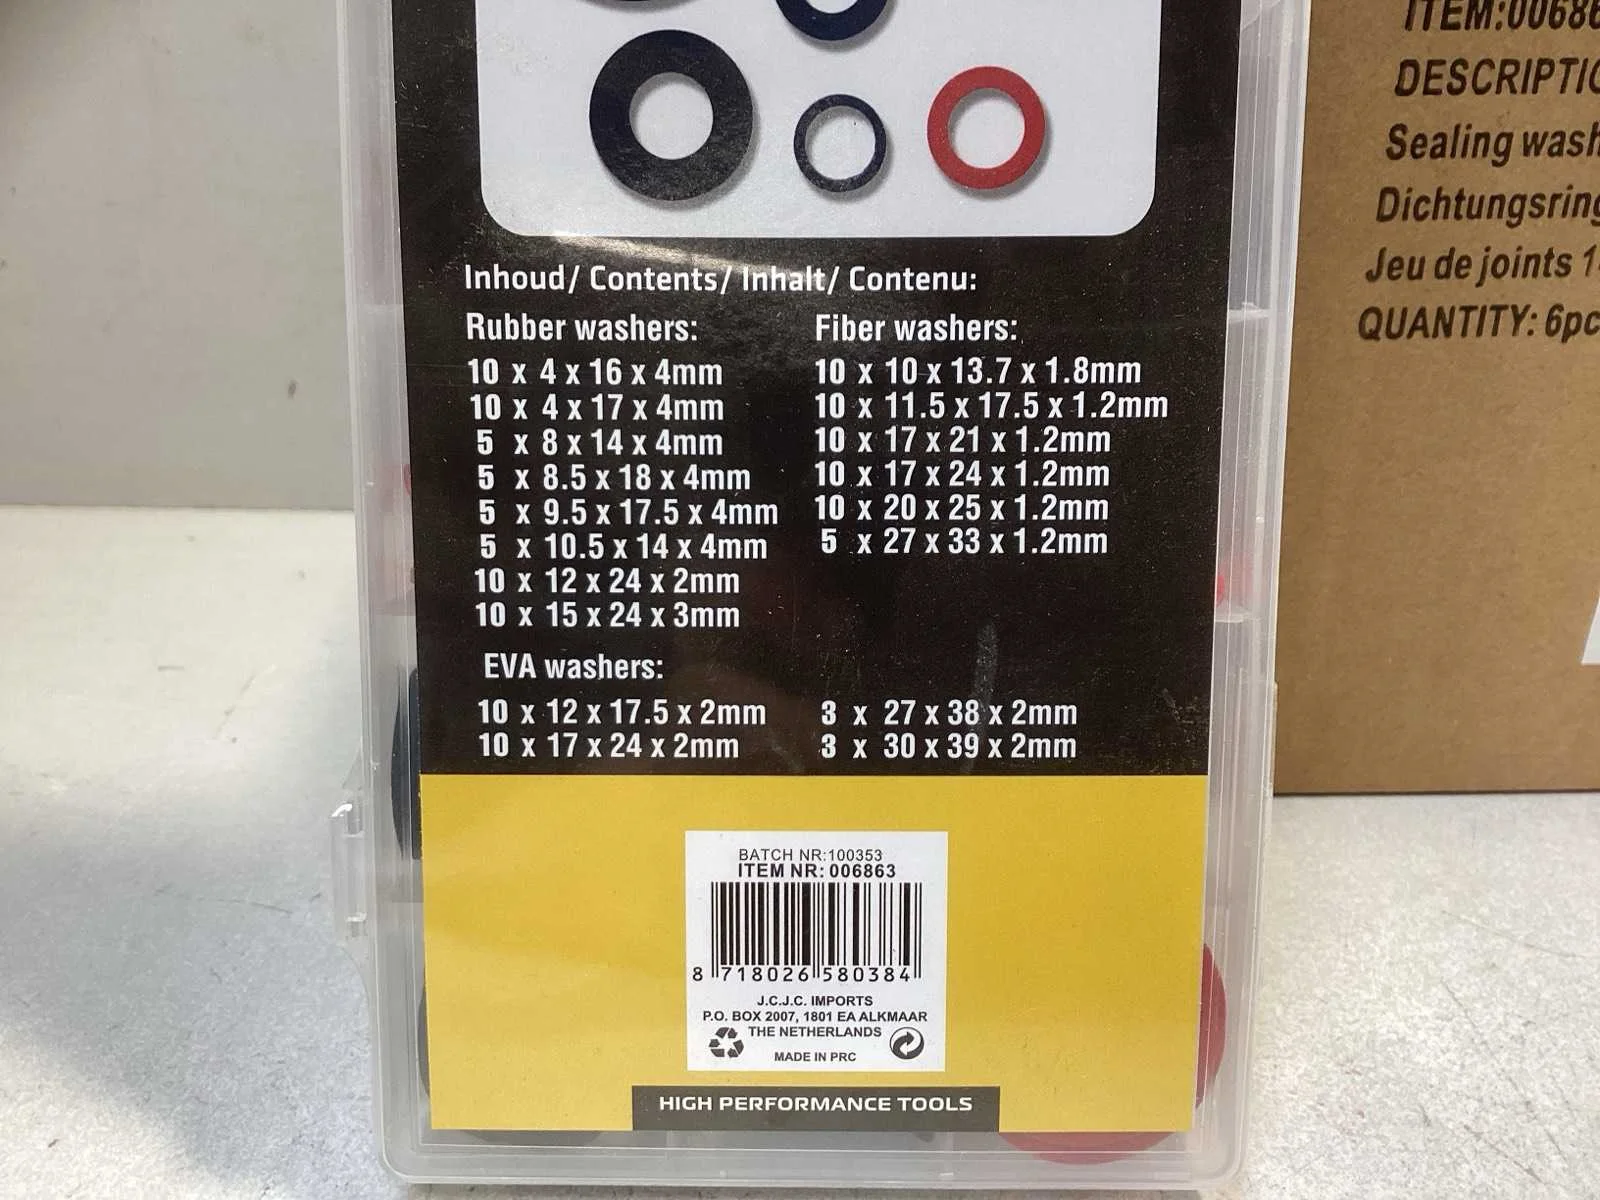 Inhoud/ Contents/ Inhalt/ Contenu:
Rubber washers:
10 x 4 x 16 x 4mm
10 x 4 x 17 x 4mm
5 x 8 x 14 x 4mm
5 x 8.5 x 18 x 4mm
5 x 9.5 x 17.5 x 4mm
5 x 10.5 x 14 x 4mm
10 x 12 x 24 x 2mm
10 x 15 x 24 x 3mm
Fiber washers:
10 x 10 x 13.7 x 1.8mm
10 x 11.5 x 17.5 x 1.2mm
10 x 17 x 21 x 1.2mm
10 x 17 x 24 x 1.2mm
10 x 20 x 25 x 1.2mm
5 x 27 x 33 x 1.2mm
EVA washers:
10 x 12 x 17.5 x 2mm
10 x 17 x 24 x 2mm
3 x 27 x 38 x 2mm
3 x 30 x 39 x 2mm
BATCH NR:100353
ITEM NR: 006863
8 718026 580384
J.C.J.C. IMPORTS
P.O. BOX 2007, 1801 EA ALKMAAR
THE NETHERLANDS
MADE IN PRC
HIGH PERFORMANCE TOOLS
ITEM:00686
DESCRIPTIO
Sealing wash
Dichtungsring
Jeu de joints 1
QUANTITY: 6pc